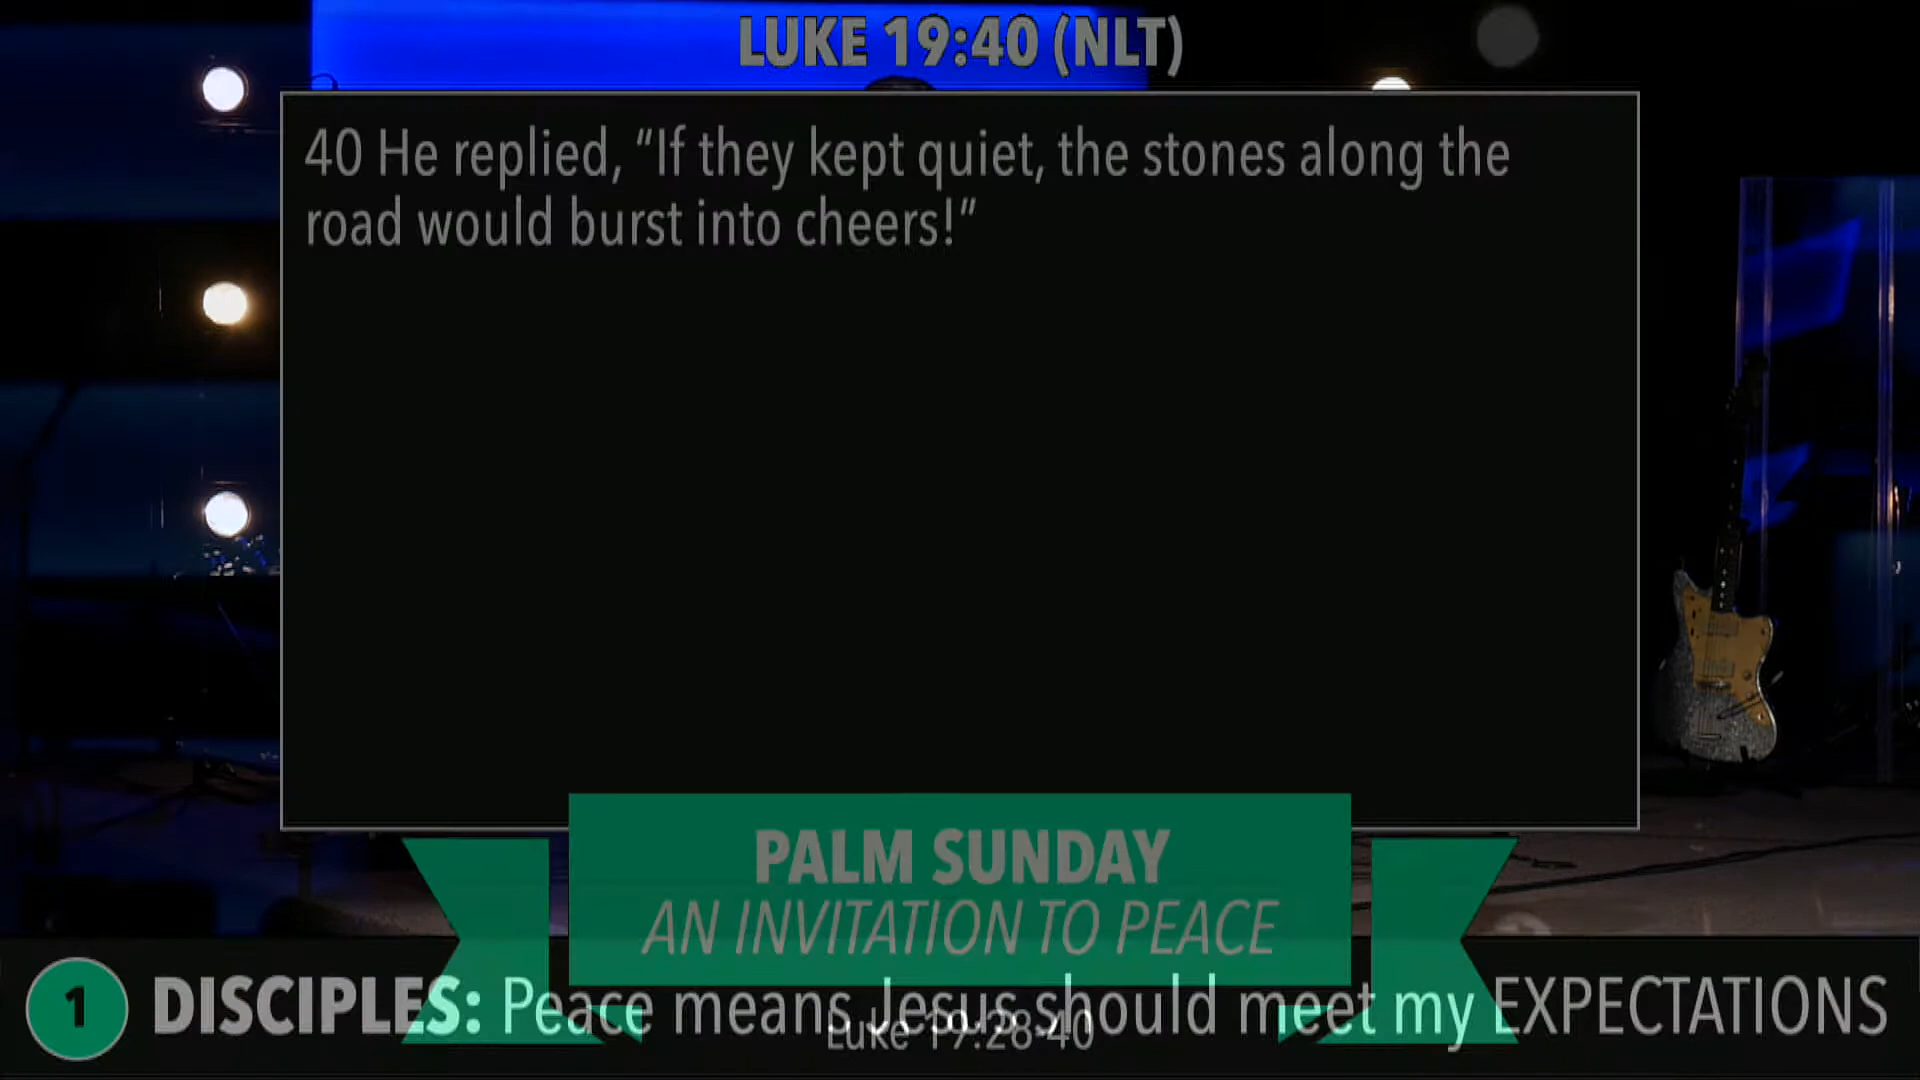 LUKE 19:40 (NLT)
40 He replied, “If they kept quiet, the stones along the
road would burst into cheers!”
PALM SUNDAY
AN INVITATION TO PEACE
1 DISCIPLES: Peace means Jesus should meet my EXPECTATIONS
Luke 19:28-40